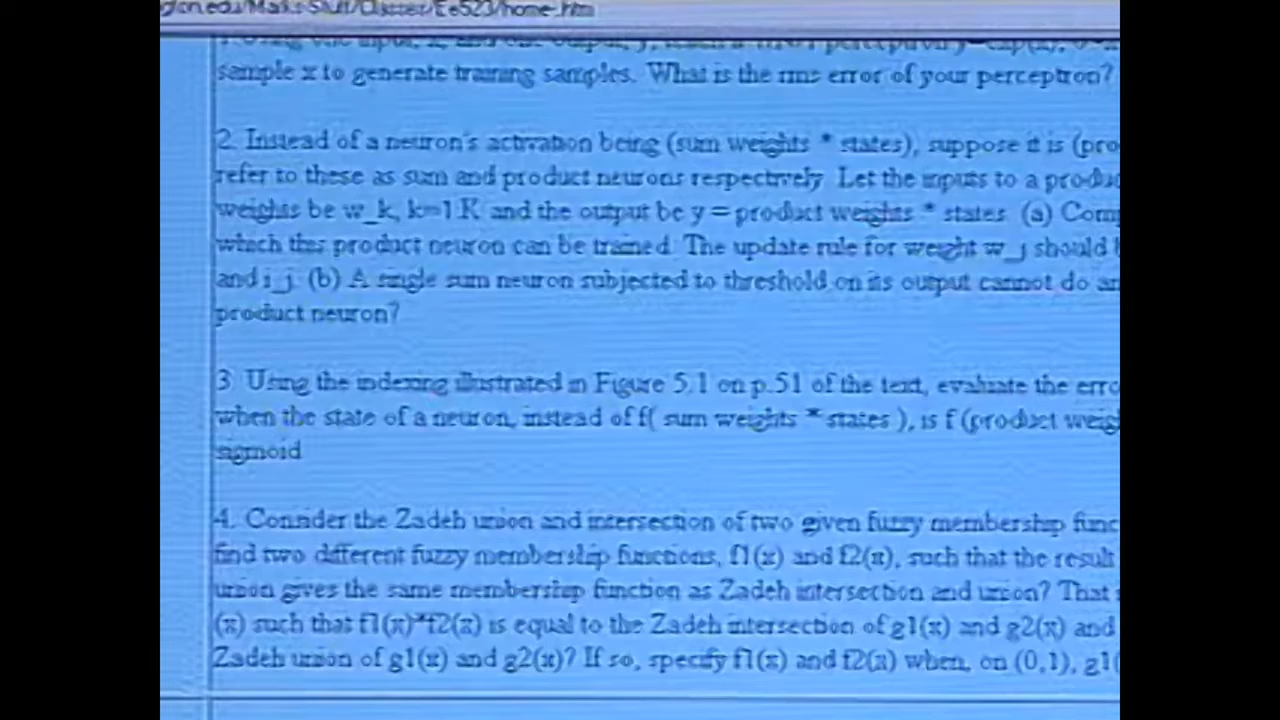 sample x to generate training samples. What is the rms error of your perceptron?
2. Instead of a neuron's activation being (sum weights * states), suppose it is (pro
refer to these as sum and product neurons respectively. Let the inputs to a produc
weights be w_k, k=1:K and the output be y = product weights * states. (a) Comp
which this product neuron can be trained. The update rule for weight w_j should b
and i_j. (b) A single sum neuron subjected to threshold on its output cannot do an
product neuron?
3. Using the indexing illustrated in Figure 5.1 on p.51 of the text, evaluate the erro
when the state of a neuron, instead of f( sum weights * states ), is f (product weig
sigmoid
4. Consider the Zadeh union and intersection of two given fuzzy membership func
find two different fuzzy membership functions, f1(x) and f2(x), such that the result
union gives the same membership function as Zadeh intersection and union? That
(x) such that f1(x)*f2(x) is equal to the Zadeh intersection of g1(x) and g2(x) and
Zadeh union of g1(x) and g2(x)? If so, specify f1(x) and f2(x) when, on (0,1), g1(